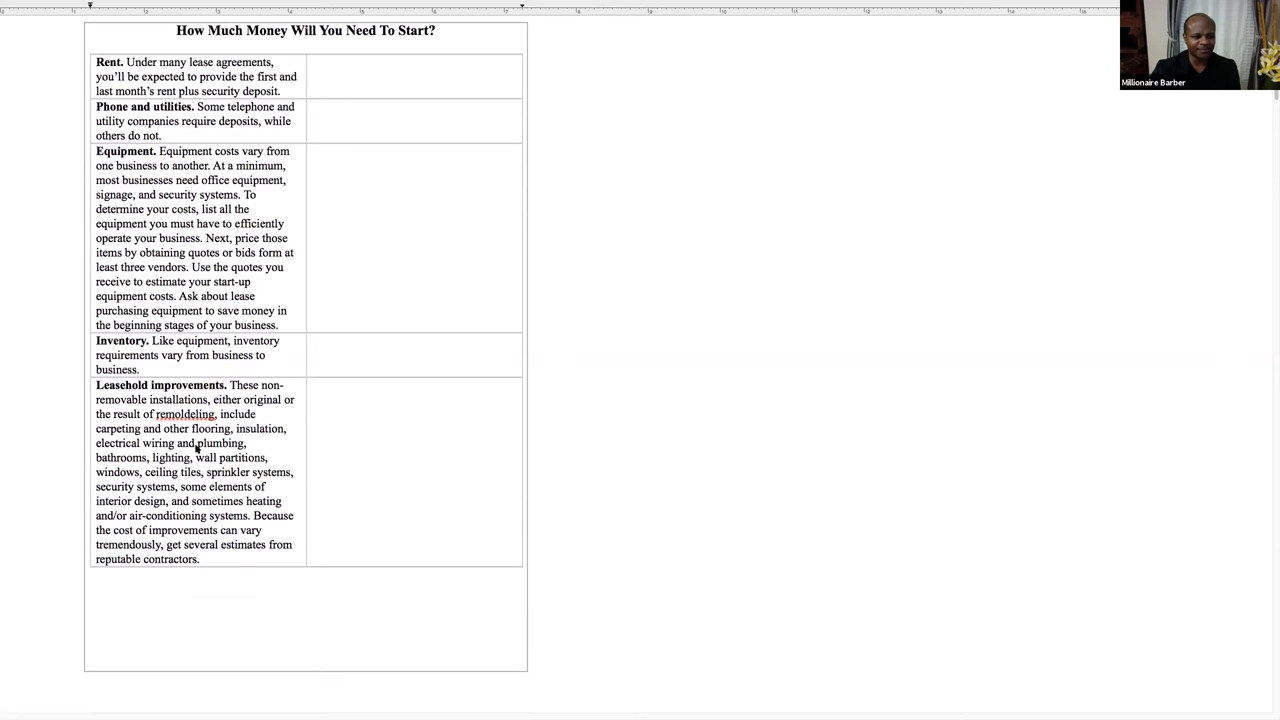 How Much Money Will You Need To Start?
Rent. Under many lease agreements,
you'll be expected to provide the first and
last month's rent plus security deposit.
Phone and utilities. Some telephone and
utility companies require deposits, while
others do not.
Equipment. Equipment costs vary from
one business to another. At a minimum,
most businesses need office equipment,
signage, and security systems. To
determine your costs, list all the
equipment you must have to efficiently
operate your business. Next, price those
items by obtaining quotes or bids form at
least three vendors. Use the quotes you
receive to estimate your start-up
equipment costs. Ask about lease
purchasing equipment to save money in
the beginning stages of your business.
Inventory. Like equipment, inventory
requirements vary from business to
business.
Leasehold improvements. These non-
removable installations, either original or
the result of remoldeling, include
carpeting and other flooring, insulation,
electrical wiring and plumbing,
bathrooms, lighting, wall partitions,
windows, ceiling tiles, sprinkler systems,
security systems, some elements of
interior design, and sometimes heating
and/or air-conditioning systems. Because
the cost of improvements can vary
tremendously, get several estimates from
reputable contractors.
Millionaire Barber